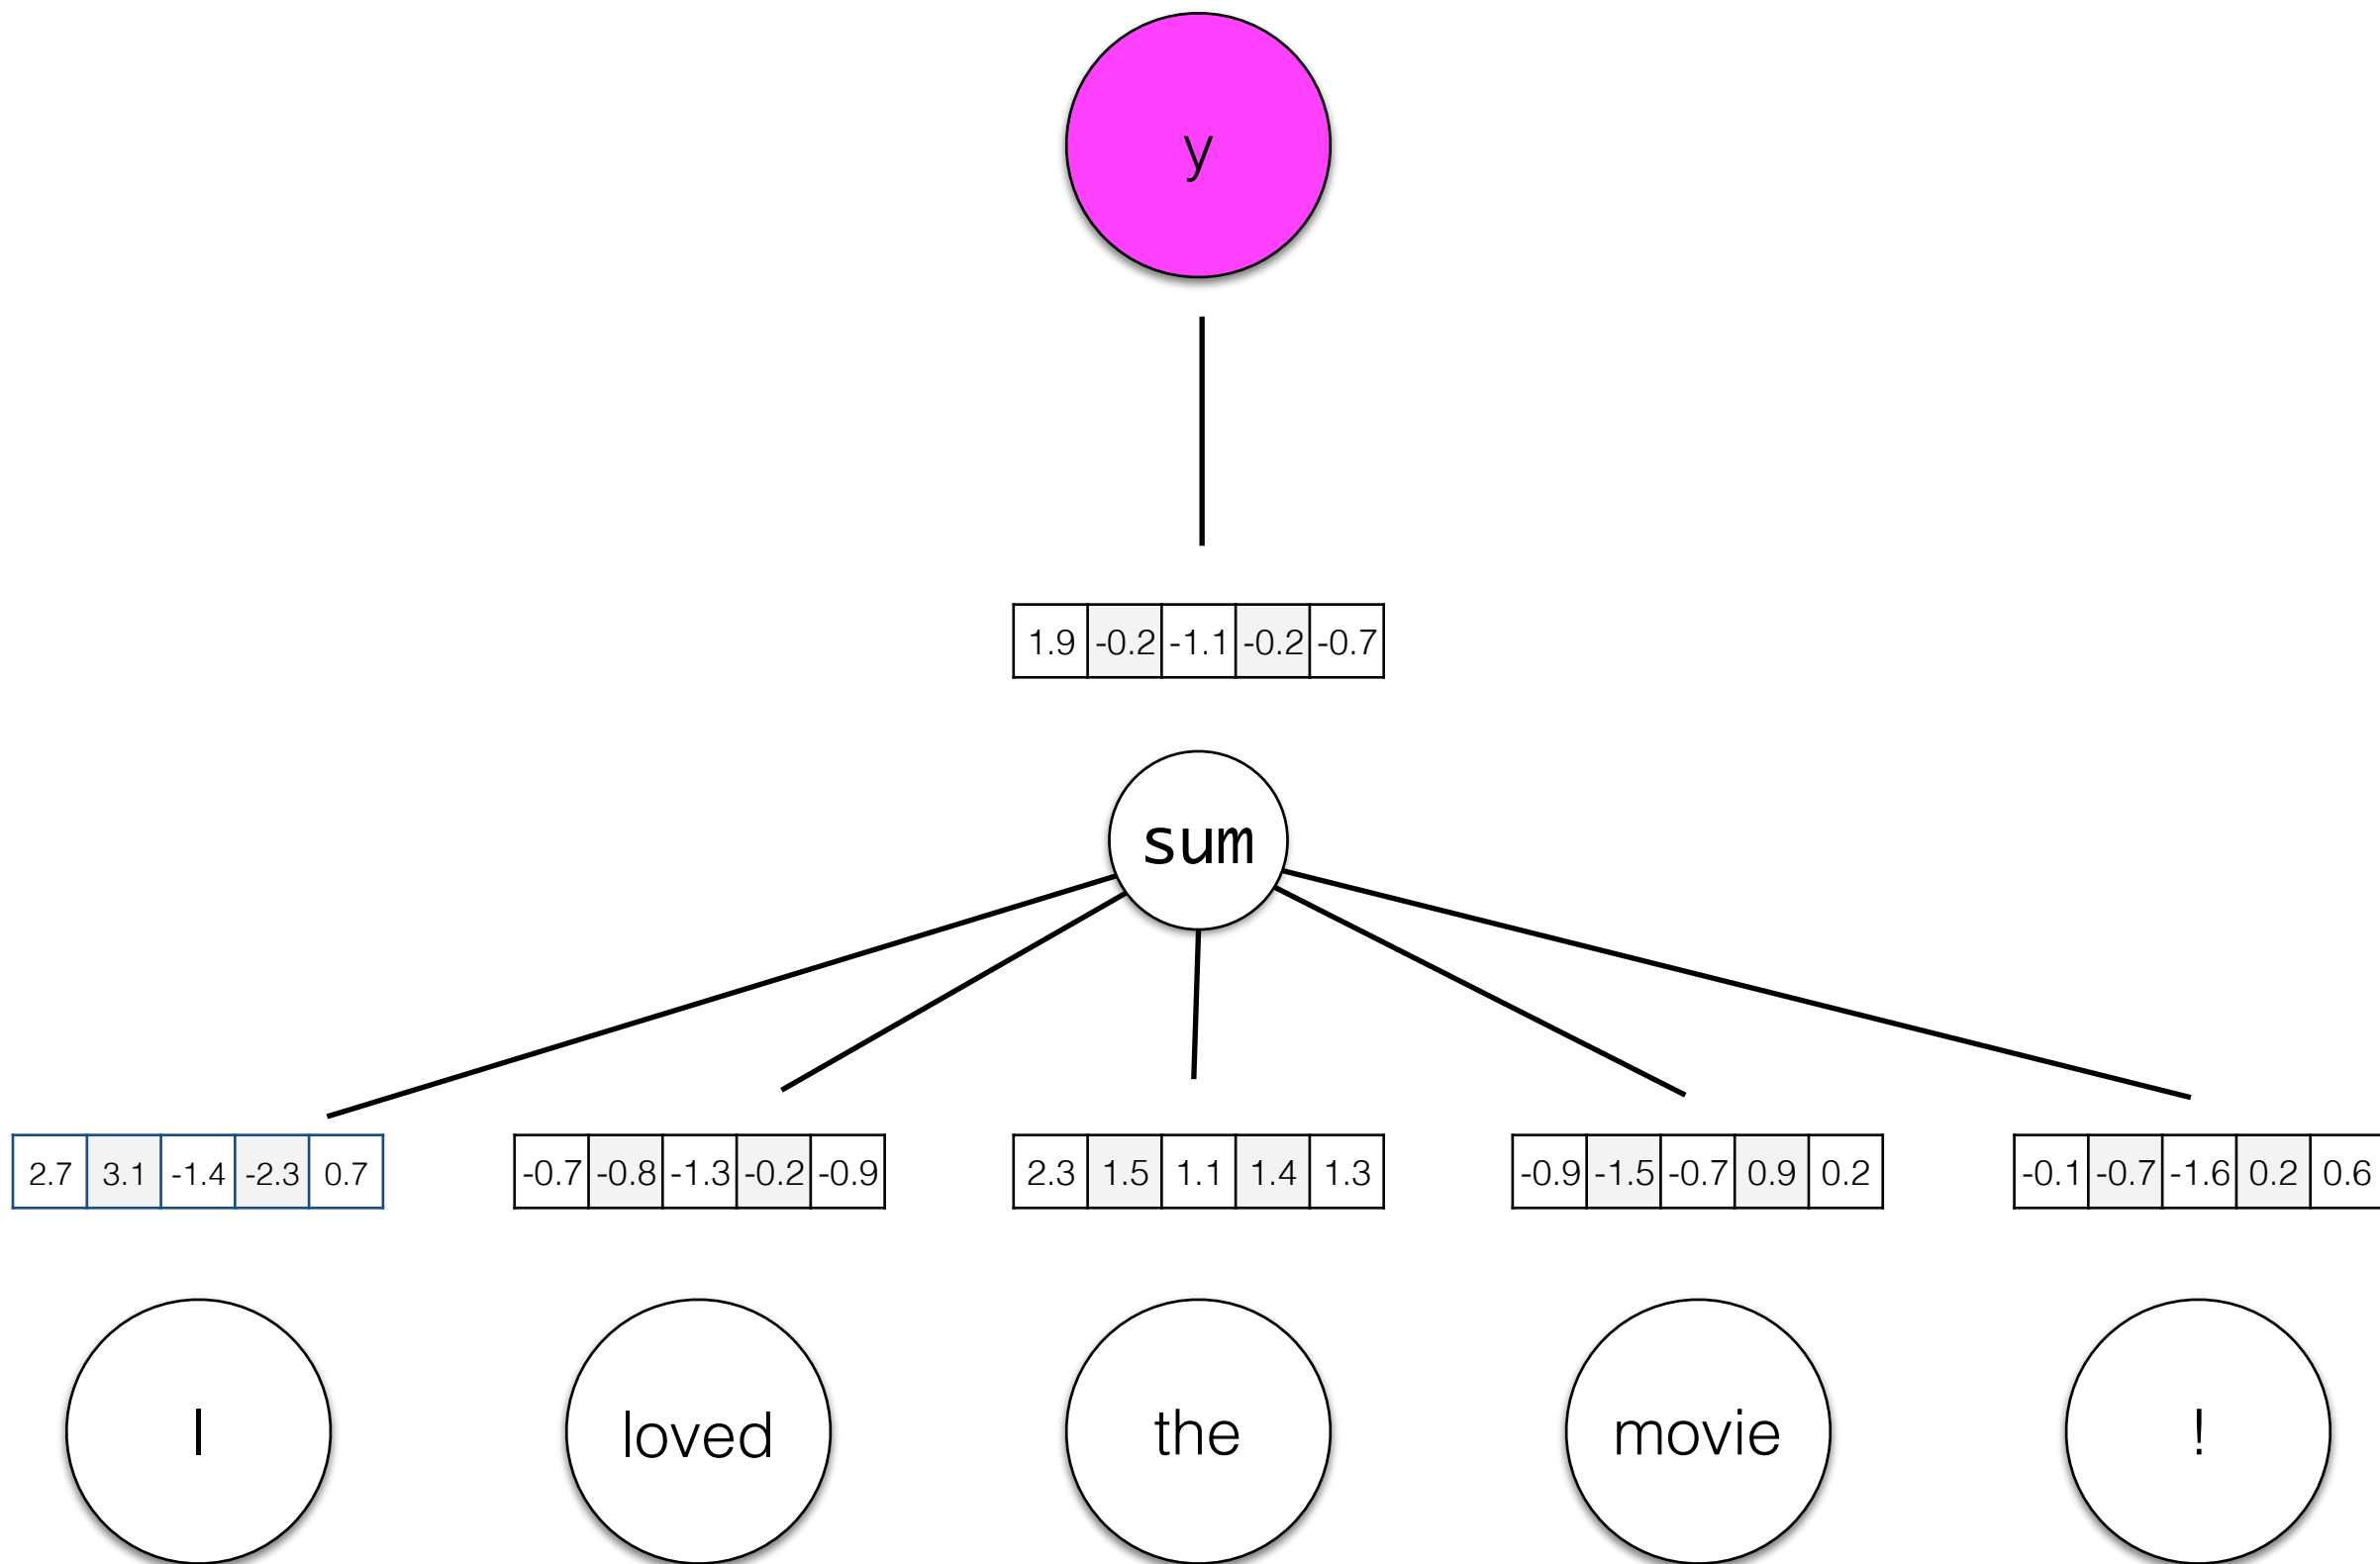 y
1.9 -0.2 -1.1 -0.2 -0.7
sum
2.7 3.1 -1.4 -2.3 0.7 -0.7 -0.8 -1.3 -0.2 -0.9 2.3 1.5 1.1 1.4 1.3 -0.9 -1.5 -0.7 0.9 0.2 -0.1 -0.7 -1.6 0.2 0.6
I loved the movie !